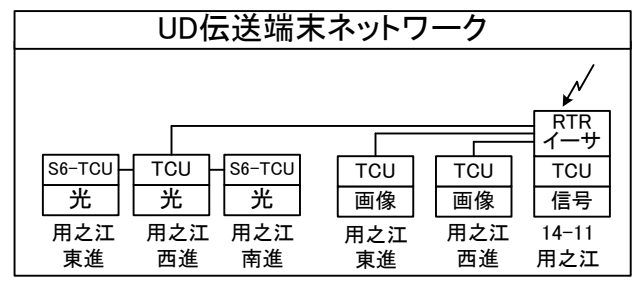 UD伝送端末ネットワーク
RTR
イーサ
S6-TCU TCU S6-TCU TCU TCU TCU
光 光 光 画像 画像 信号
用之江 用之江 用之江 用之江 用之江 14-11
東進 西進 南進 東進 西進 用之江